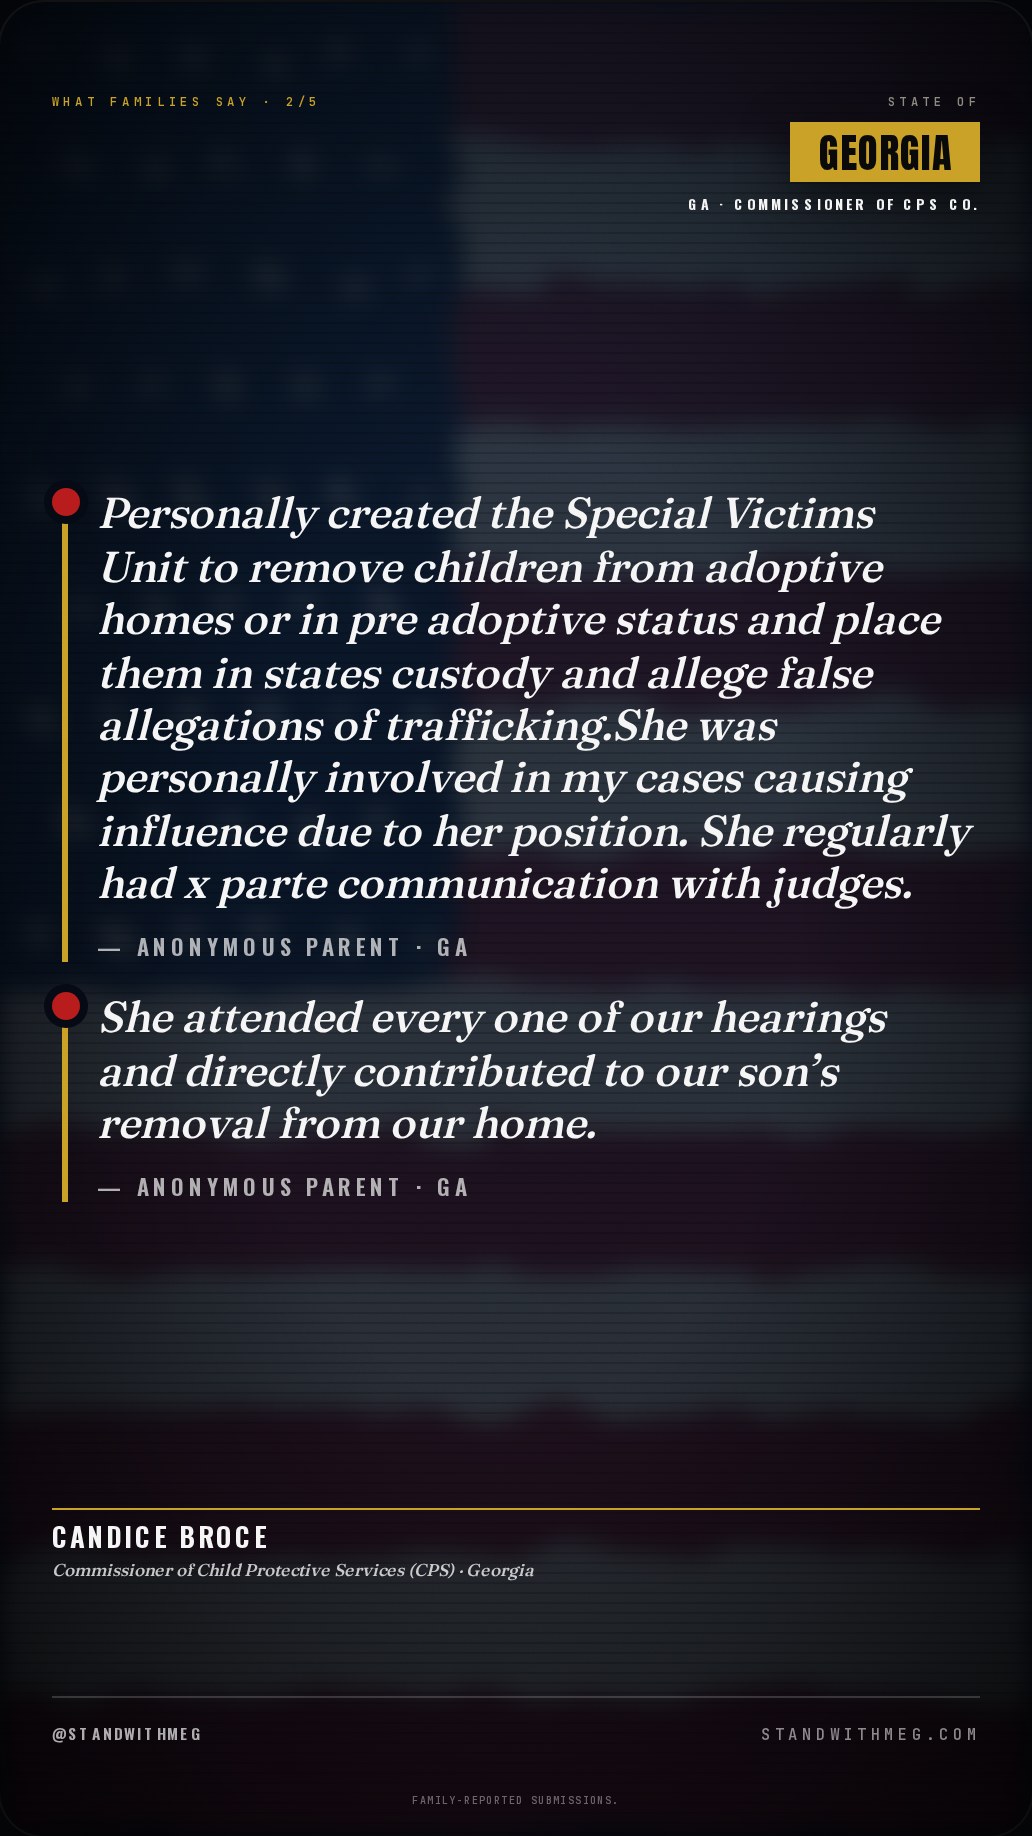 WHAT FAMILIES SAY · 2/5
STATE OF
GEORGIA
GA · COMMISSIONER OF CPS CO.
Personally created the Special Victims
Unit to remove children from adoptive
homes or in pre adoptive status and place
them in states custody and allege false
allegations of trafficking.She was
personally involved in my cases causing
influence due to her position. She regularly
had x parte communication with judges.
— ANONYMOUS PARENT · GA
She attended every one of our hearings
and directly contributed to our son’s
removal from our home.
— ANONYMOUS PARENT · GA
CANDICE BROCE
Commissioner of Child Protective Services (CPS) · Georgia
@STANDWITHMEG
STANDWITHMEG.COM
FAMILY-REPORTED SUBMISSIONS.